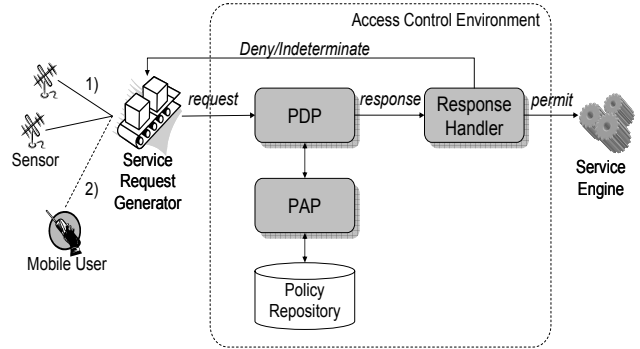 Access Control Environment
Deny/Indeterminate
1)
request
PDP
response
Response
Handler
permit
Sensor
Service
Request
Generator
Service
Engine
2)
PAP
Mobile User
Policy
Repository